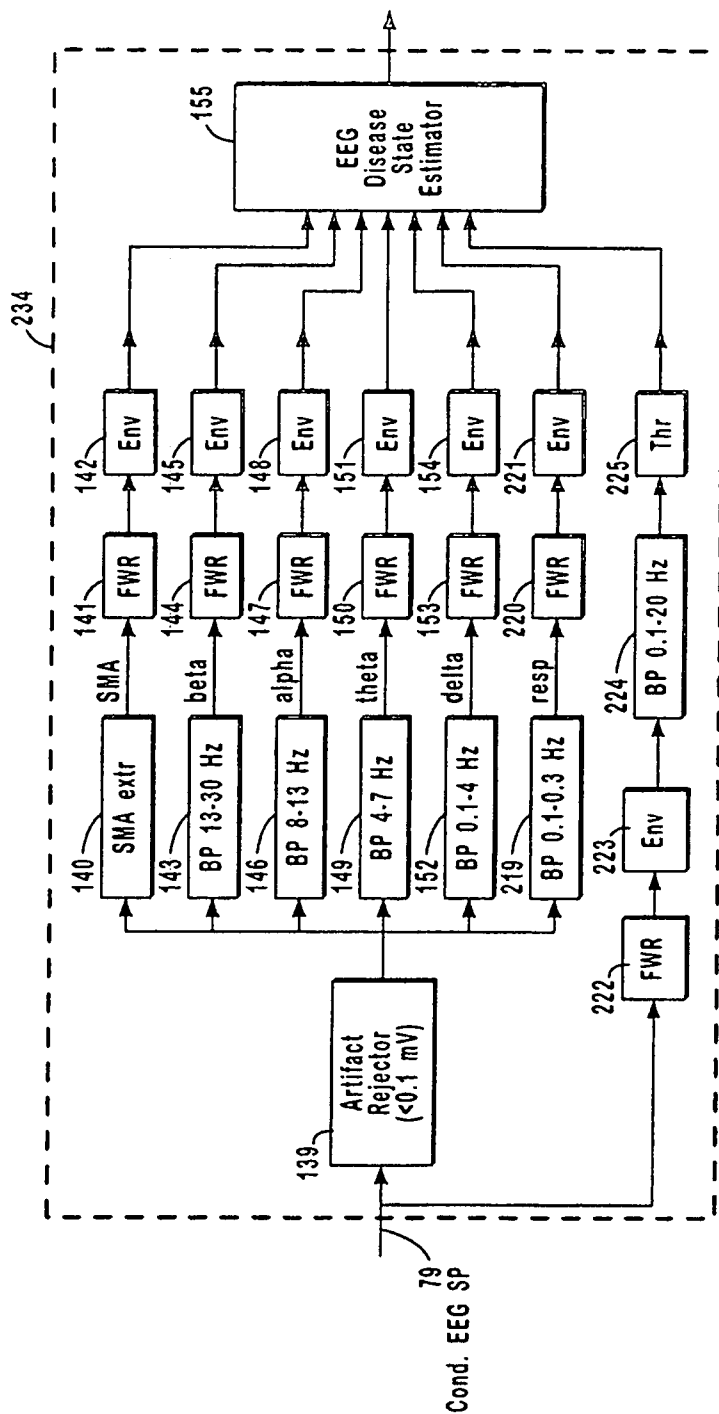 234
Cond. EEG SP
79
139
Artifact
Rejector
(<0.1 mV)
140
SMA extr
SMA
141
FWR
142
Env
143
BP 13-30 Hz
beta
144
FWR
145
Env
146
BP 8-13 Hz
alpha
147
FWR
148
Env
149
BP 4-7 Hz
theta
150
FWR
151
Env
152
BP 0.1-4 Hz
delta
153
FWR
154
Env
219
BP 0.1-0.3 Hz
resp
220
FWR
221
Env
222
FWR
223
Env
224
BP 0.1-20 Hz
225
Thr
155
EEG
Disease
State
Estimator